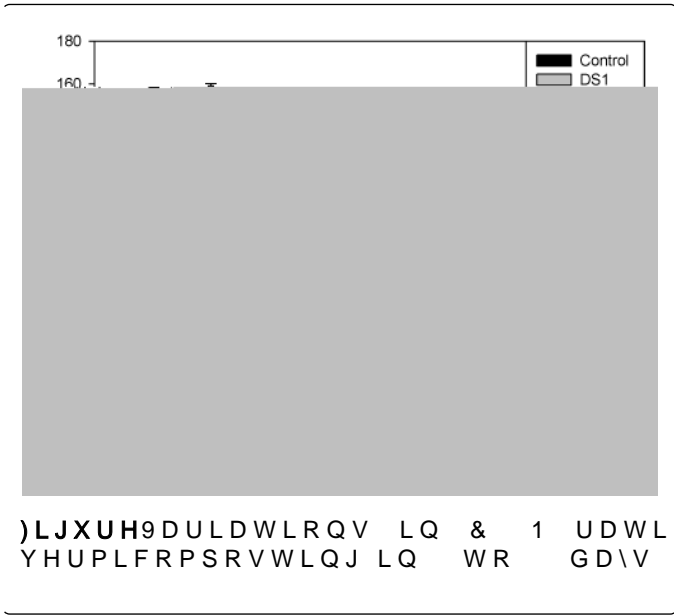 180
Control
160
DS1
)LJXUH9DULDWLRQV LQ & 1 UDWL
YHUPLFRPSRVWLQJ LQ WR GD\V